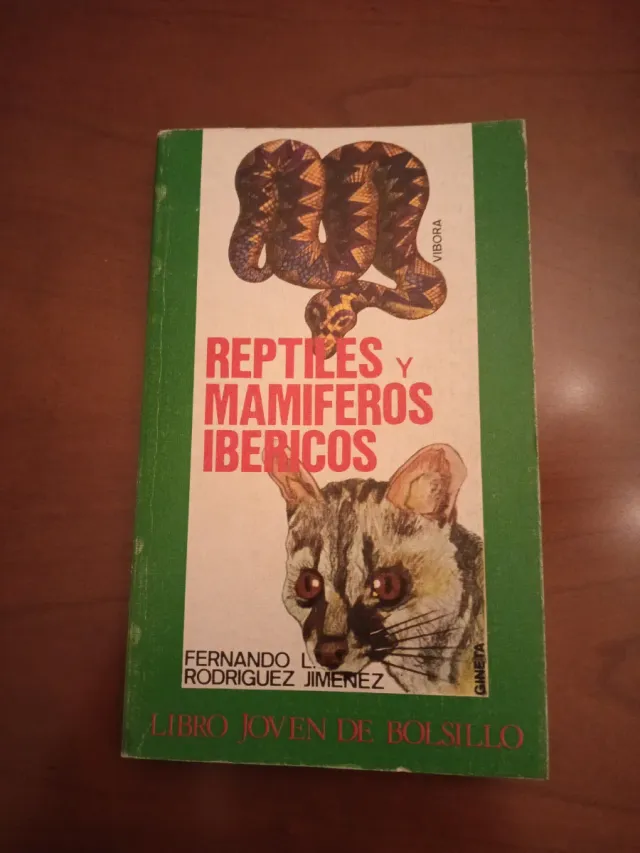 VIBORA
REPTILES Y
MAMIFEROS
IBERICOS
FERNANDO L.
RODRIGUEZ JIMENEZ
GINETA
LIBRO JOVEN DE BOLSILLO